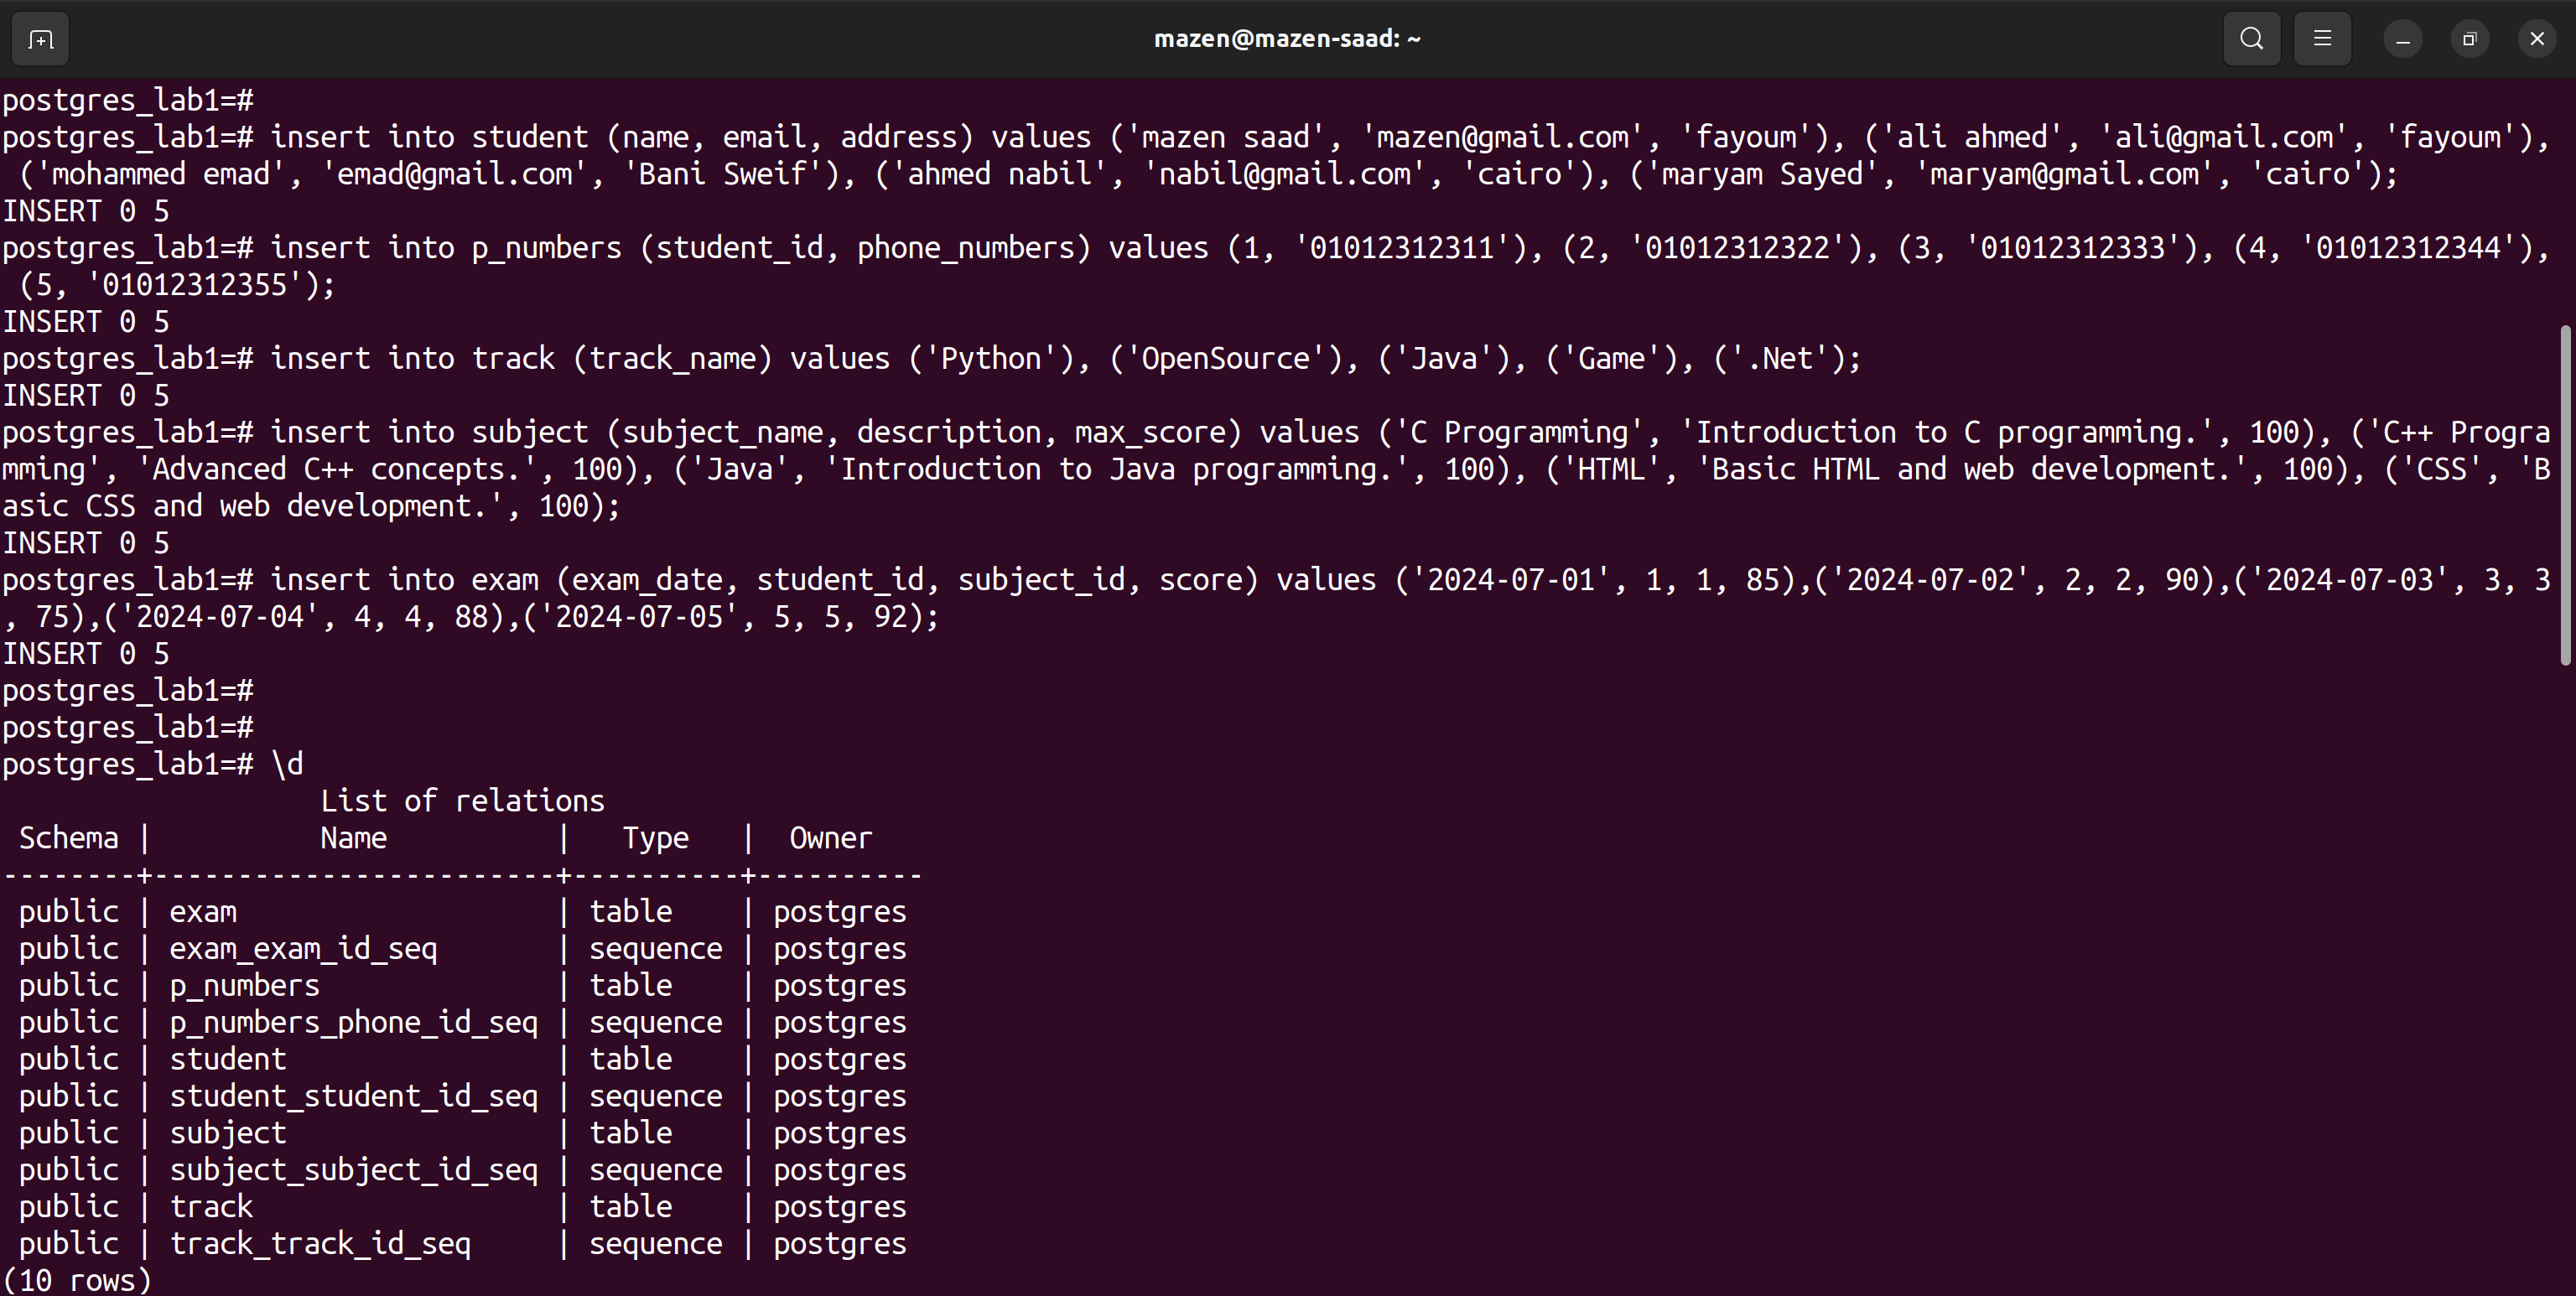 mazen@mazen-saad: ~
postgres_lab1=#
postgres_lab1=# insert into student (name, email, address) values ('mazen saad', 'mazen@gmail.com', 'fayoum'), ('ali ahmed', 'ali@gmail.com', 'fayoum'),
 ('mohammed emad', 'emad@gmail.com', 'Bani Sweif'), ('ahmed nabil', 'nabil@gmail.com', 'cairo'), ('maryam Sayed', 'maryam@gmail.com', 'cairo');
INSERT 0 5
postgres_lab1=# insert into p_numbers (student_id, phone_numbers) values (1, '01012312311'), (2, '01012312322'), (3, '01012312333'), (4, '01012312344'),
 (5, '01012312355');
INSERT 0 5
postgres_lab1=# insert into track (track_name) values ('Python'), ('OpenSource'), ('Java'), ('Game'), ('.Net');
INSERT 0 5
postgres_lab1=# insert into subject (subject_name, description, max_score) values ('C Programming', 'Introduction to C programming.', 100), ('C++ Progra
mming', 'Advanced C++ concepts.', 100), ('Java', 'Introduction to Java programming.', 100), ('HTML', 'Basic HTML and web development.', 100), ('CSS', 'B
asic CSS and web development.', 100);
INSERT 0 5
postgres_lab1=# insert into exam (exam_date, student_id, subject_id, score) values ('2024-07-01', 1, 1, 85),('2024-07-02', 2, 2, 90),('2024-07-03', 3, 3
, 75),('2024-07-04', 4, 4, 88),('2024-07-05', 5, 5, 92);
INSERT 0 5
postgres_lab1=#
postgres_lab1=#
postgres_lab1=# \d
                   List of relations
 Schema |          Name          |   Type   |  Owner
--------+------------------------+----------+----------
 public | exam                   | table    | postgres
 public | exam_exam_id_seq       | sequence | postgres
 public | p_numbers              | table    | postgres
 public | p_numbers_phone_id_seq | sequence | postgres
 public | student                | table    | postgres
 public | student_student_id_seq | sequence | postgres
 public | subject                | table    | postgres
 public | subject_subject_id_seq | sequence | postgres
 public | track                  | table    | postgres
 public | track_track_id_seq     | sequence | postgres
(10 rows)